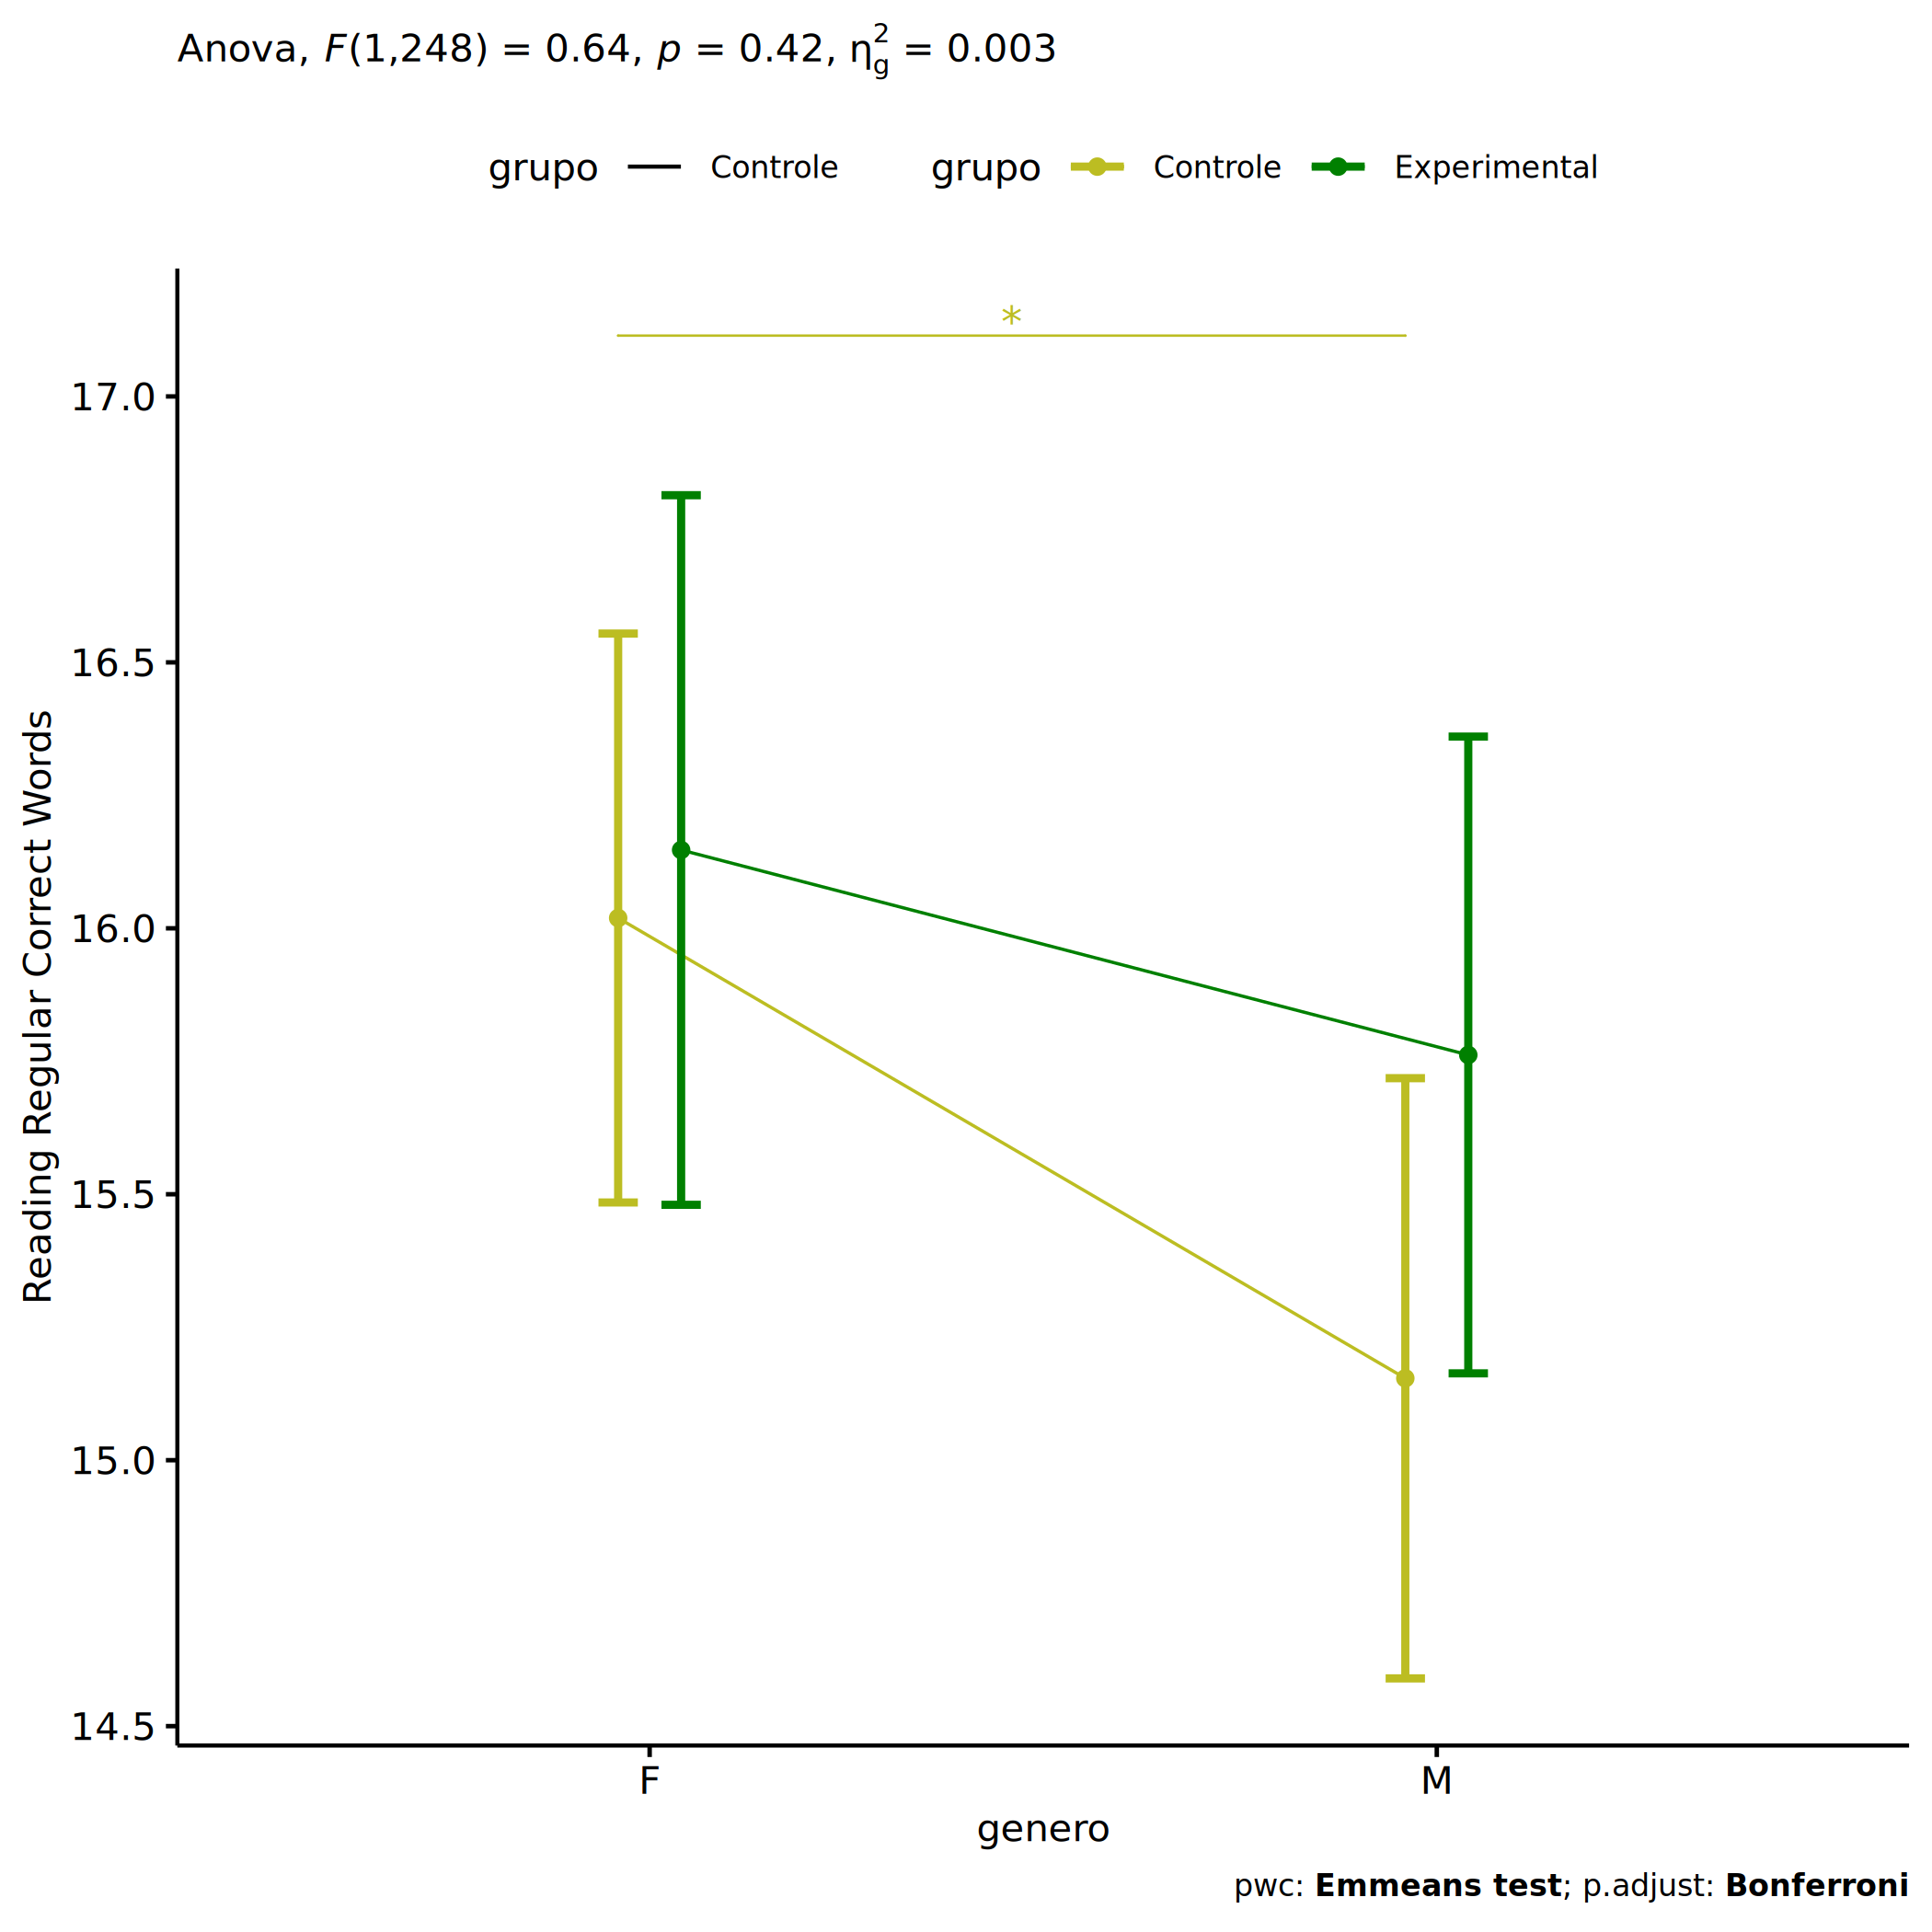 Anova, F(1,248) = 0.64, p = 0.42, η²g = 0.003
grupo Controle grupo Controle Experimental
*
17.0
16.5
16.0
15.5
15.0
14.5
Reading Regular Correct Words
F M
genero
pwc: Emmeans test; p.adjust: Bonferroni